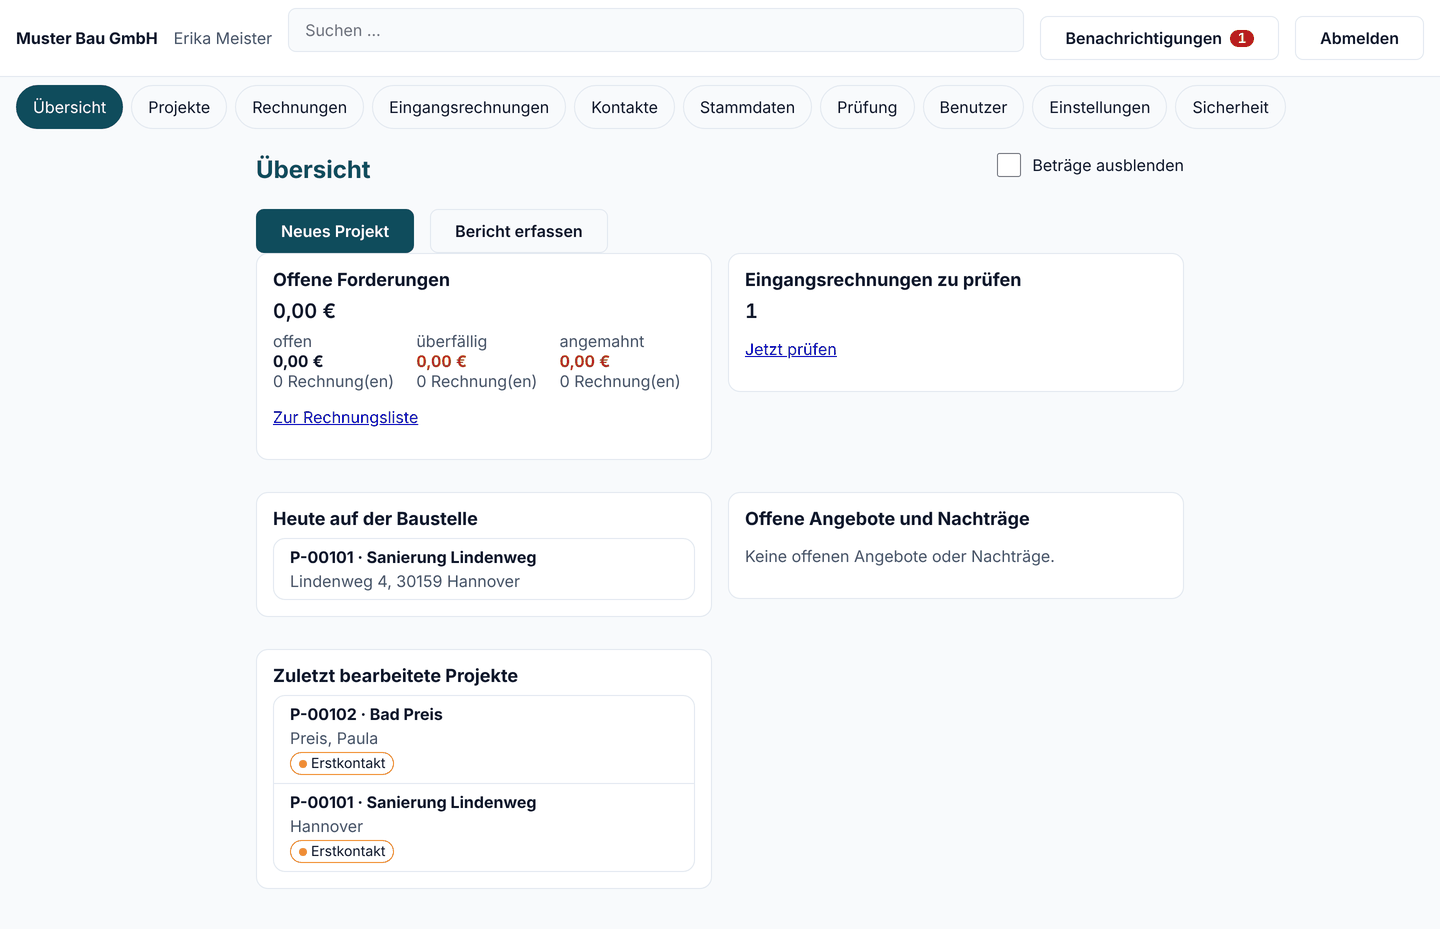 Muster Bau GmbH Erika Meister Suchen ... Benachrichtigungen 1 Abmelden
Übersicht Projekte Rechnungen Eingangsrechnungen Kontakte Stammdaten Prüfung Benutzer Einstellungen Sicherheit
Übersicht
Beträge ausblenden
Neues Projekt Bericht erfassen
Offene Forderungen
0,00 €
offen überfällig angemahnt
0,00 € 0,00 € 0,00 €
0 Rechnung(en) 0 Rechnung(en) 0 Rechnung(en)
Zur Rechnungsliste
Eingangsrechnungen zu prüfen
1
Jetzt prüfen
Heute auf der Baustelle
P-00101 · Sanierung Lindenweg
Lindenweg 4, 30159 Hannover
Offene Angebote und Nachträge
Keine offenen Angebote oder Nachträge.
Zuletzt bearbeitete Projekte
P-00102 · Bad Preis
Preis, Paula
Erstkontakt
P-00101 · Sanierung Lindenweg
Hannover
Erstkontakt